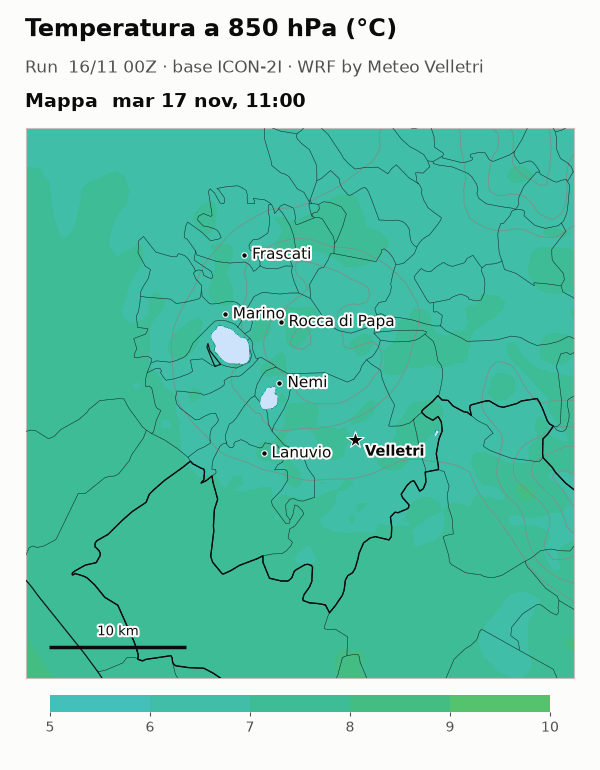 Temperatura a 850 hPa (°C)
Run  16/11 00Z · base ICON-2I · WRF by Meteo Velletri
Mappa  mar 17 nov, 11:00
Frascati
Marino
Rocca di Papa
Nemi
Velletri
Lanuvio
10 km
5 6 7 8 9 10